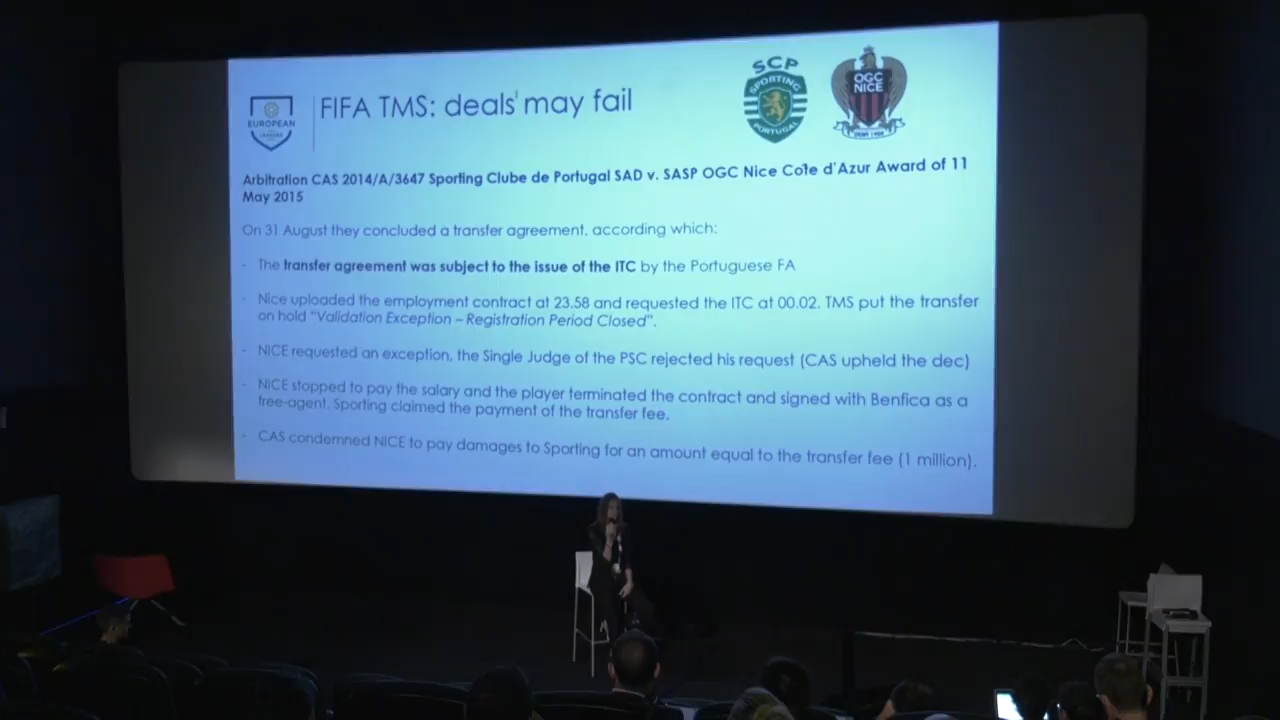 EUROPEAN
LEAGUES
FIFA TMS: deals may fail
SCP
SPORTING
PORTUGAL
OGC
NICE
Arbitration CAS 2014/A/3647 Sporting Clube de Portugal SAD v. SASP OGC Nice Cote d'Azur Award of 11
May 2015
On 31 August they concluded a transfer agreement, according which:
- The transfer agreement was subject to the issue of the ITC by the Portuguese FA
- Nice uploaded the employment contract at 23.58 and requested the ITC at 00.02. TMS put the transfer
on hold "Validation Exception – Registration Period Closed".
- NICE requested an exception, the Single Judge of the PSC rejected his request (CAS upheld the dec)
- NICE stopped to pay the salary and the player terminated the contract and signed with Benfica as a
free-agent. Sporting claimed the payment of the transfer fee.
- CAS condemned NICE to pay damages to Sporting for an amount equal to the transfer fee (1 million).